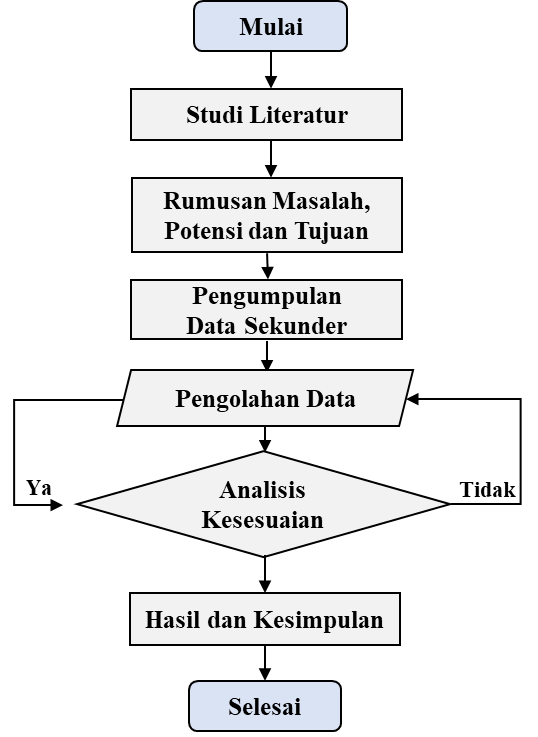 Mulai
Studi Literatur
Rumusan Masalah,
Potensi dan Tujuan
Pengumpulan
Data Sekunder
Pengolahan Data
Ya
Tidak
Analisis
Kesesuaian
Hasil dan Kesimpulan
Selesai